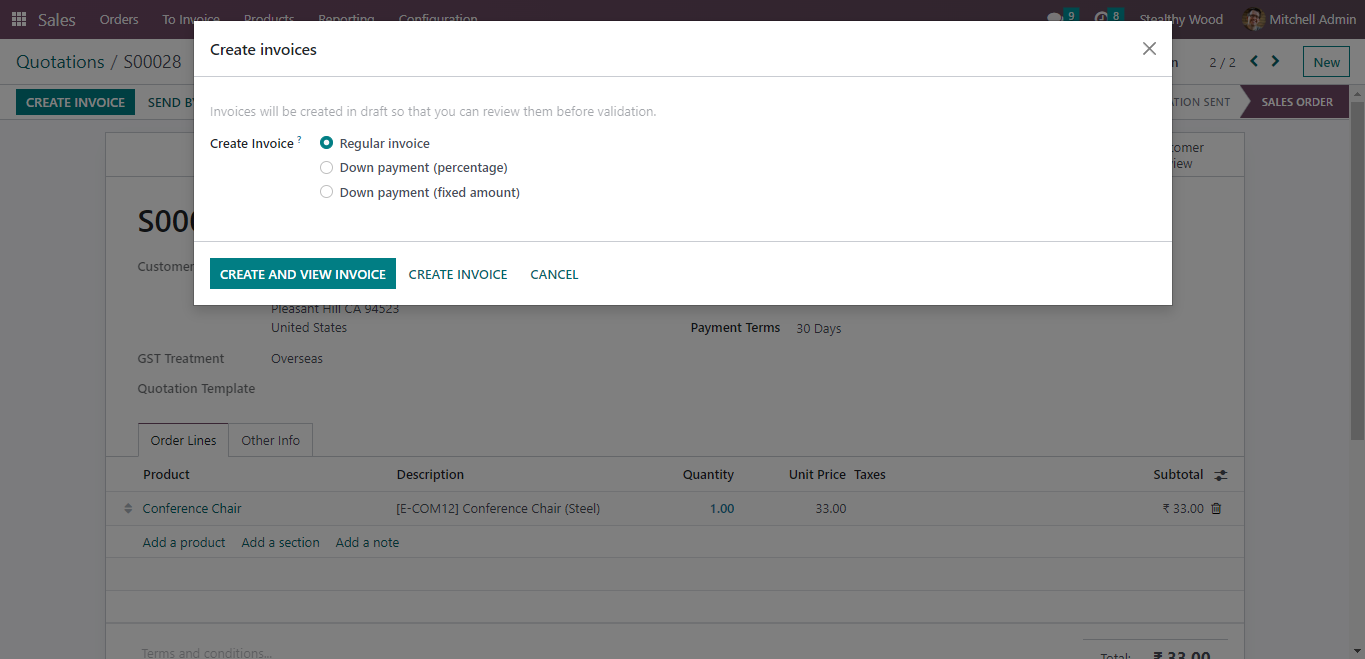 Sales Orders To Invoice Products Reporting Configuration 9 8 Stealthy Wood Mitchell Admin
Quotations / S00028 2 / 2 New
CREATE INVOICE SEND BY SENT SALES ORDER
Create invoices
Invoices will be created in draft so that you can review them before validation.
Create Invoice ? Regular invoice
Down payment (percentage)
Down payment (fixed amount)
CREATE AND VIEW INVOICE CREATE INVOICE CANCEL
Customer
Pleasant Hill CA 94523
United States
Payment Terms 30 Days
GST Treatment Overseas
Quotation Template
Order Lines Other Info
Product Description Quantity Unit Price Taxes Subtotal
Conference Chair [E-COM12] Conference Chair (Steel) 1.00 33.00 ₹ 33.00
Add a product Add a section Add a note
Terms and conditions...
Total: ₹ 33.00